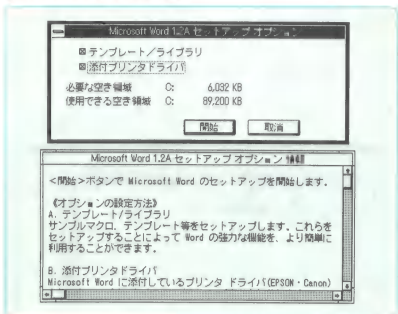 Microsoft Word 1.2A セットアップ オプション
テンプレート／ライブラリ
添付プリンタドライバ
必要な空き領域 C: 6,032 KB
使用できる空き領域 C: 89,200 KB
開始 取消
Microsoft Word 1.2A セットアップ オプション 情報
<開始>ボタンで Microsoft Word のセットアップを開始します．
《オプションの設定方法》
A. テンプレート/ライブラリ
サンプルマクロ，テンプレート等をセットアップします．これらを
セットアップすることによって Word の強力な機能を，より簡単に
利用することができます．
B. 添付プリンタドライバ
Microsoft Word に添付しているプリンタ ドライバ(EPSON・Canon)